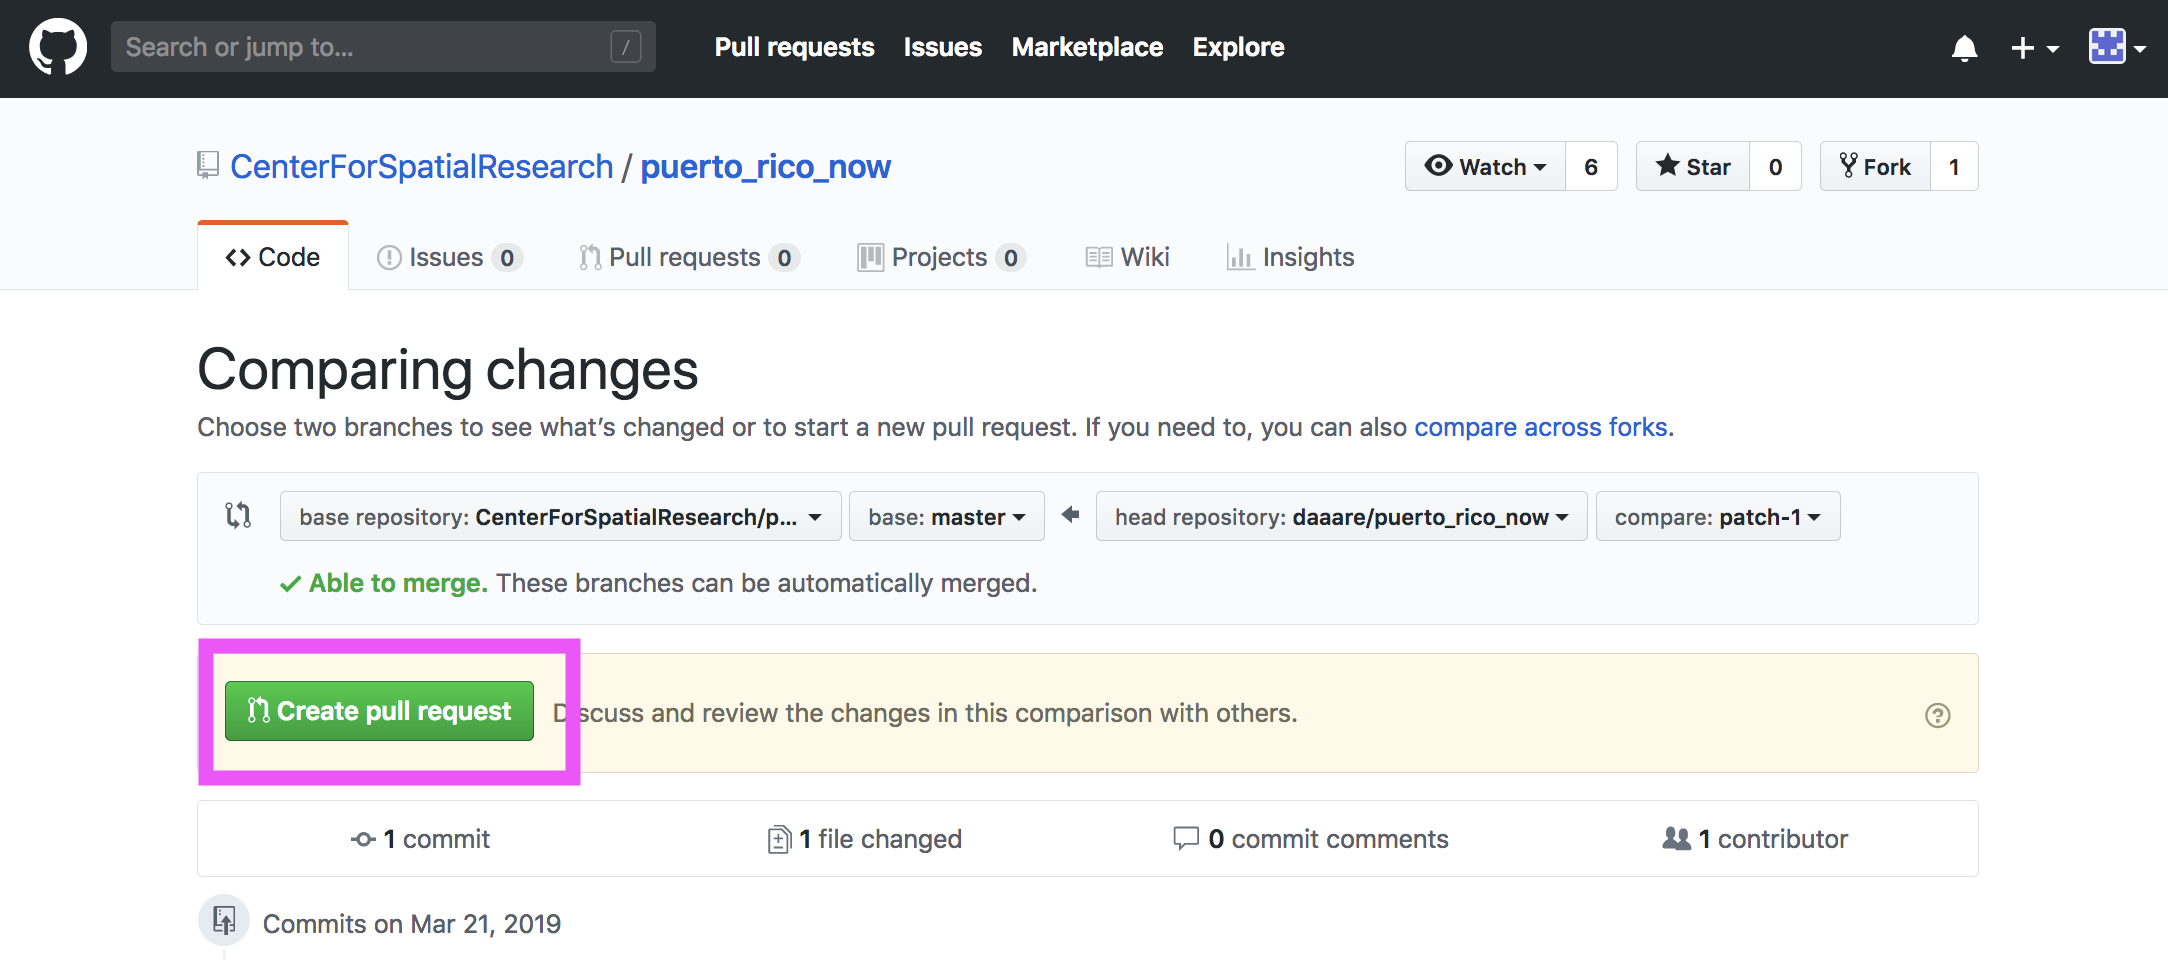 Search or jump to... /
Pull requests Issues Marketplace Explore
CenterForSpatialResearch / puerto_rico_now
Watch 6 Star 0 Fork 1
Code Issues 0 Pull requests 0 Projects 0 Wiki Insights
Comparing changes
Choose two branches to see what’s changed or to start a new pull request. If you need to, you can also compare across forks.
base repository: CenterForSpatialResearch/p... base: master head repository: daaare/puerto_rico_now compare: patch-1
Able to merge. These branches can be automatically merged.
Create pull request Discuss and review the changes in this comparison with others. ?
1 commit 1 file changed 0 commit comments 1 contributor
Commits on Mar 21, 2019